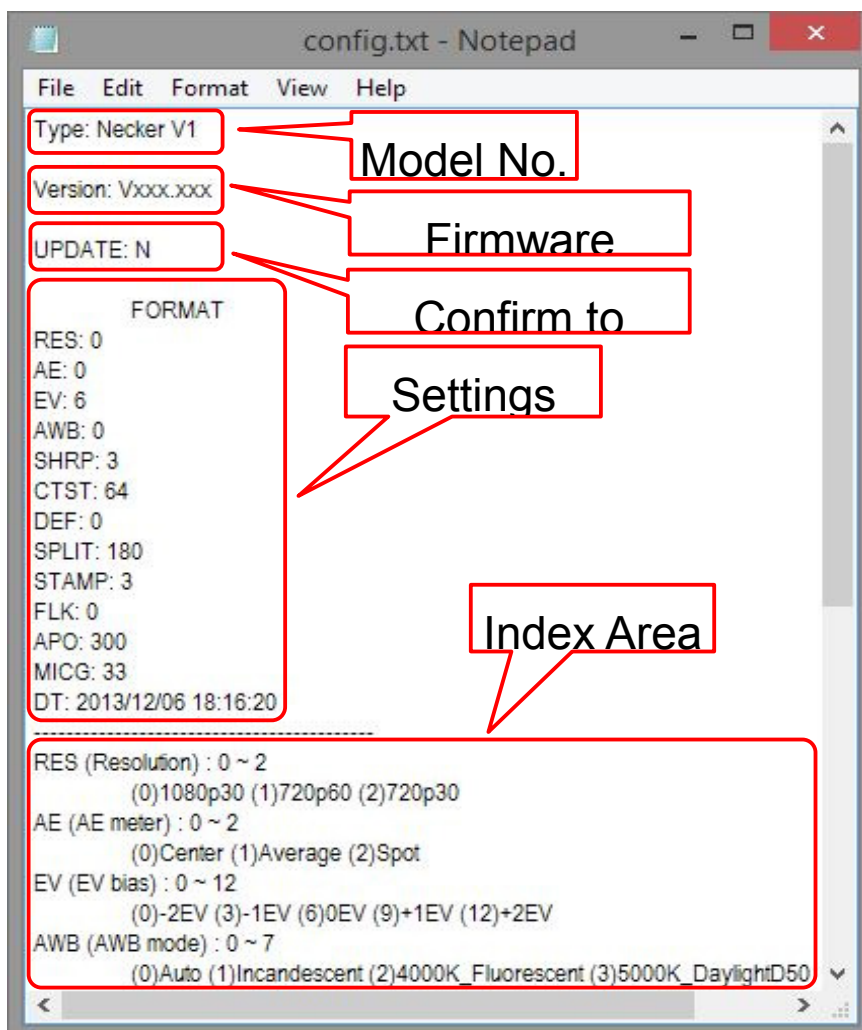 config.txt - Notepad
File Edit Format View Help
Type: Necker V1
Model No.
Version: Vxxx.xxx
Firmware
UPDATE: N
Confirm to
FORMAT
RES: 0
AE: 0
EV: 6
AWB: 0
SHRP: 3
CTST: 64
DEF: 0
SPLIT: 180
STAMP: 3
FLK: 0
APO: 300
MICG: 33
DT: 2013/12/06 18:16:20
Settings
Index Area
------------------------------------------
RES (Resolution) : 0 ~ 2
(0)1080p30 (1)720p60 (2)720p30
AE (AE meter) : 0 ~ 2
(0)Center (1)Average (2)Spot
EV (EV bias) : 0 ~ 12
(0)-2EV (3)-1EV (6)0EV (9)+1EV (12)+2EV
AWB (AWB mode) : 0 ~ 7
(0)Auto (1)Incandescent (2)4000K_Fluorescent (3)5000K_DaylightD50